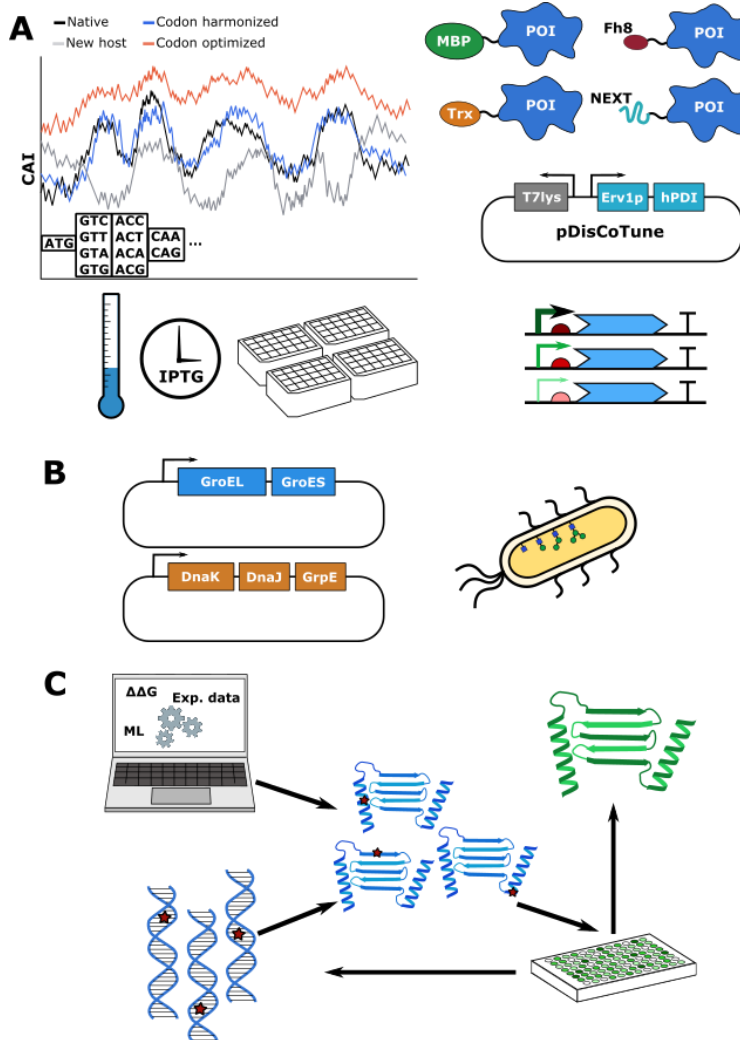 A
Native
Codon harmonized
New host
Codon optimized
CAI
ATG
GTC ACC
GTT ACT
GTA ACA
GTG ACG
CAA
CAG
...
MBP
POI
Fh8
POI
Trx
POI
NEXT
POI
T7lys
Erv1p
hPDI
pDisCoTune
IPTG
B
GroEL
GroES
DnaK
DnaJ
GrpE
C
ΔΔG
Exp. data
ML